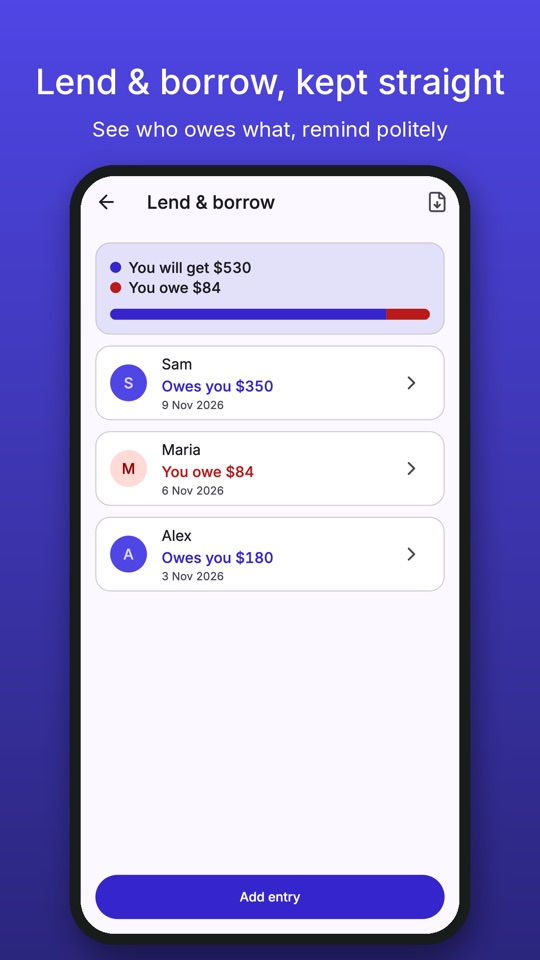 Lend & borrow, kept straight
See who owes what, remind politely
Lend & borrow
You will get $530
You owe $84
S
Sam
Owes you $350
9 Nov 2026
M
Maria
You owe $84
6 Nov 2026
A
Alex
Owes you $180
3 Nov 2026
Add entry